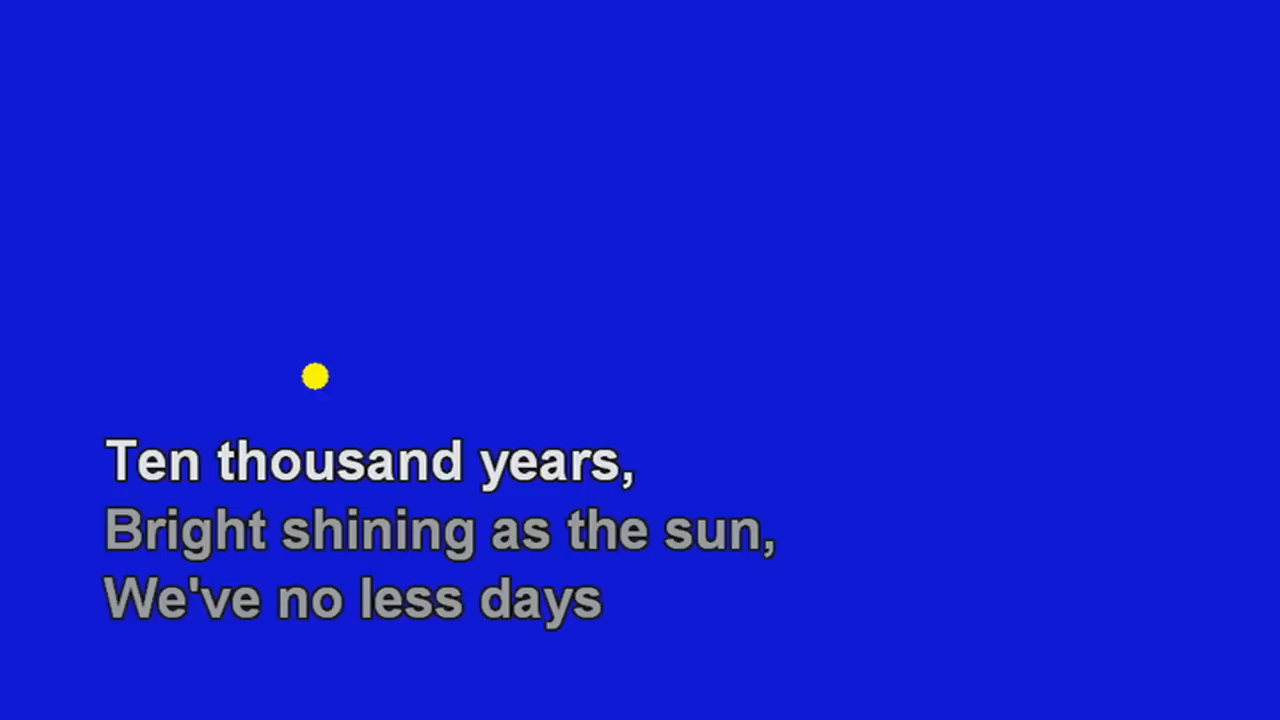 Ten thousand years,
Bright shining as the sun,
We've no less days